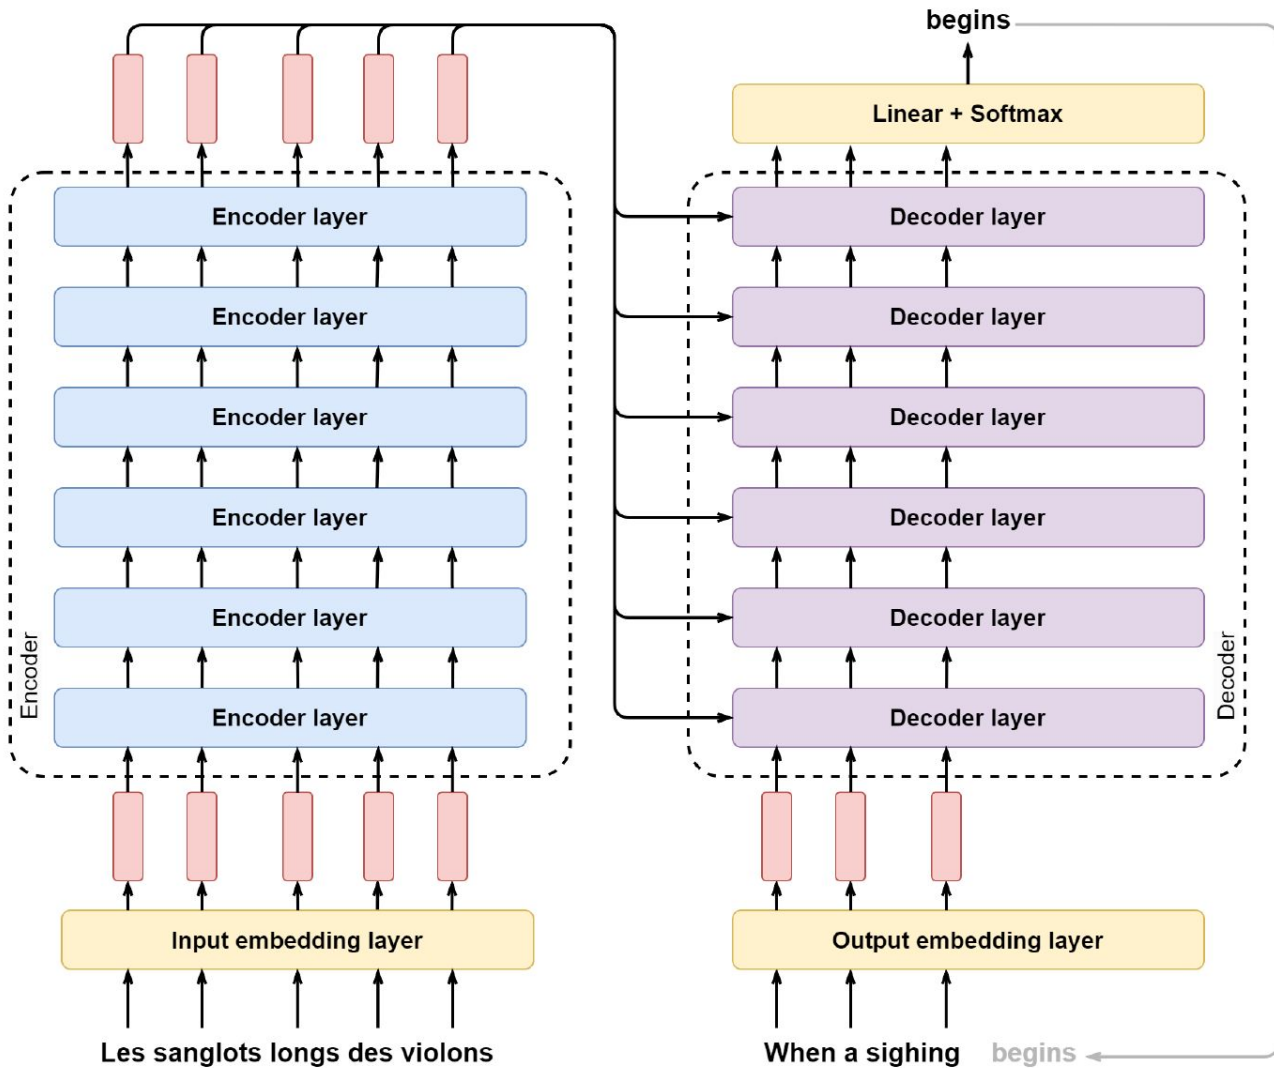 Encoder layer
Encoder layer
Encoder layer
Encoder layer
Encoder layer
Encoder layer
Encoder
Input embedding layer
Les sanglots longs des violons
begins
Linear + Softmax
Decoder layer
Decoder layer
Decoder layer
Decoder layer
Decoder layer
Decoder layer
Decoder
Output embedding layer
When a sighing begins